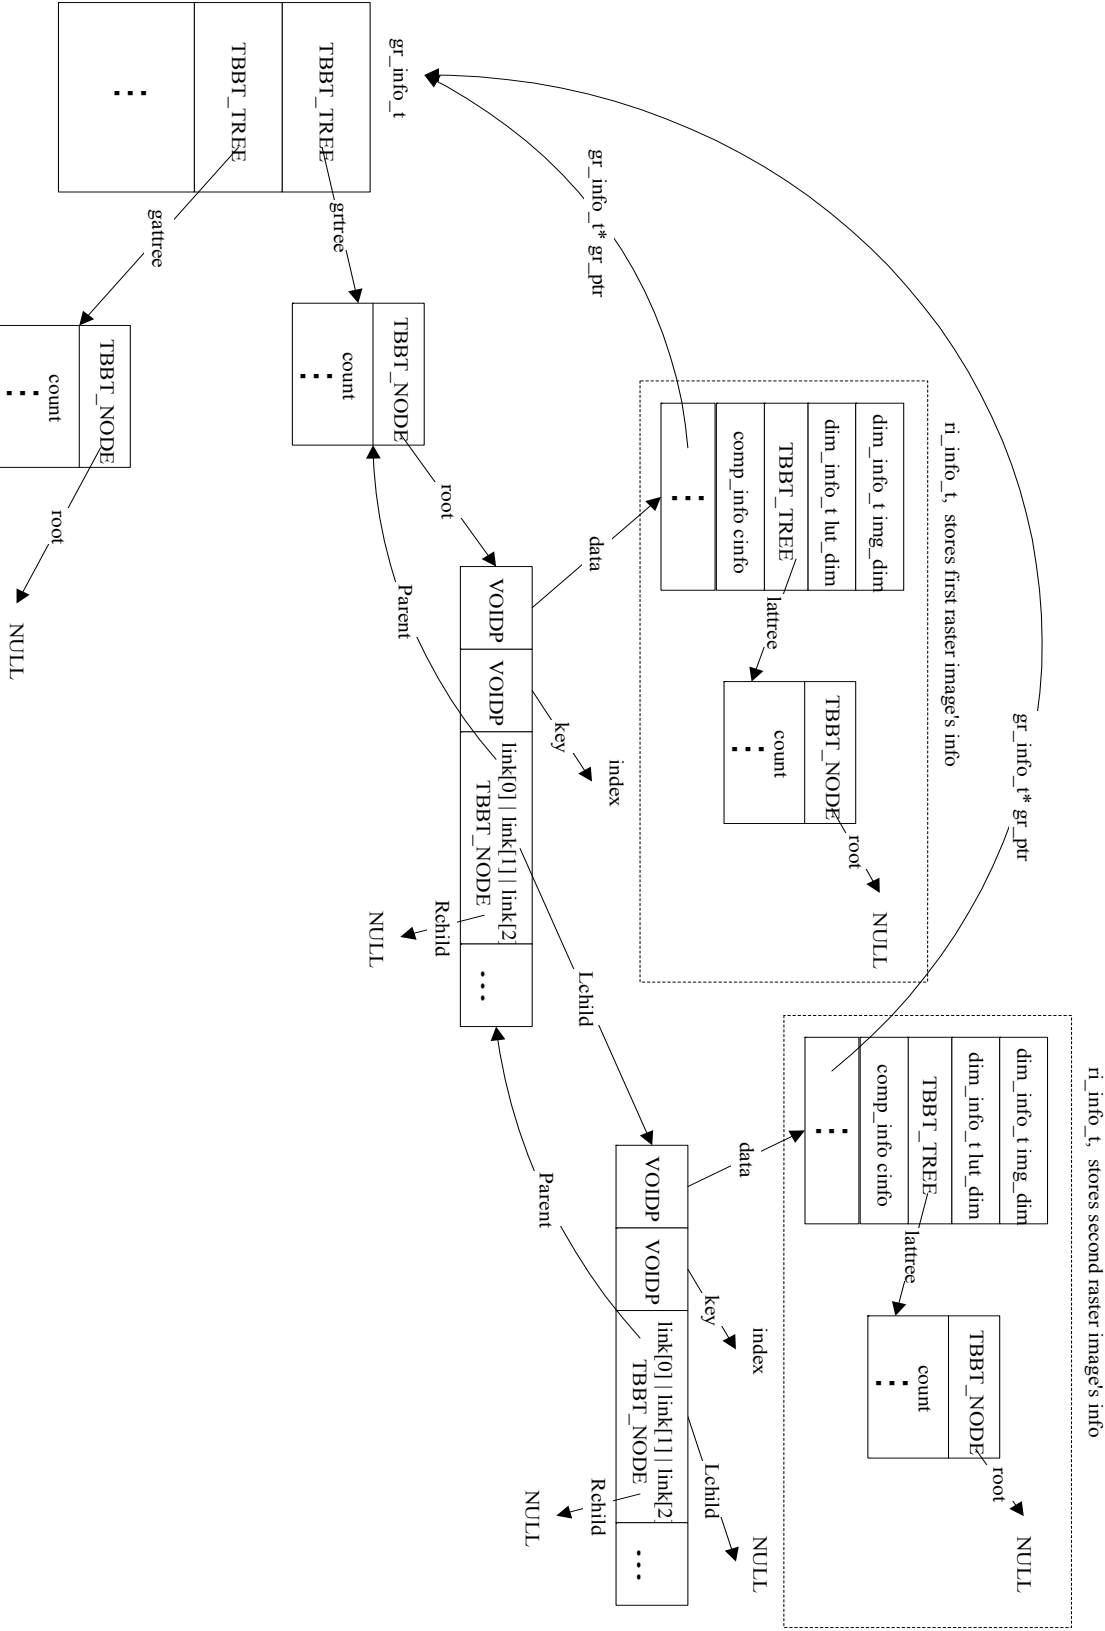 ri_info_t, stores second raster image's info
dim_info_t img_dim
dim_info_t lut_dim
TBBT_TREE
comp_info cinfo
...
lattree
TBBT_NODE
count
...
root
NULL
ri_info_t, stores first raster image's info
dim_info_t img_dim
dim_info_t lut_dim
TBBT_TREE
comp_info cinfo
...
lattree
TBBT_NODE
count
...
root
NULL
gr_info_t* gr_ptr
gr_info_t* gr_ptr
data
key
index
Lchild
NULL
VOIDP
VOIDP
link[0] | link[1] | link[2]
TBBT_NODE
...
Rchild
NULL
Parent
data
key
index
Lchild
VOIDP
VOIDP
link[0] | link[1] | link[2]
TBBT_NODE
...
Rchild
NULL
Parent
gr_info_t
TBBT_TREE
TBBT_TREE
...
grtree
TBBT_NODE
count
...
root
gattree
TBBT_NODE
count
...
root
NULL